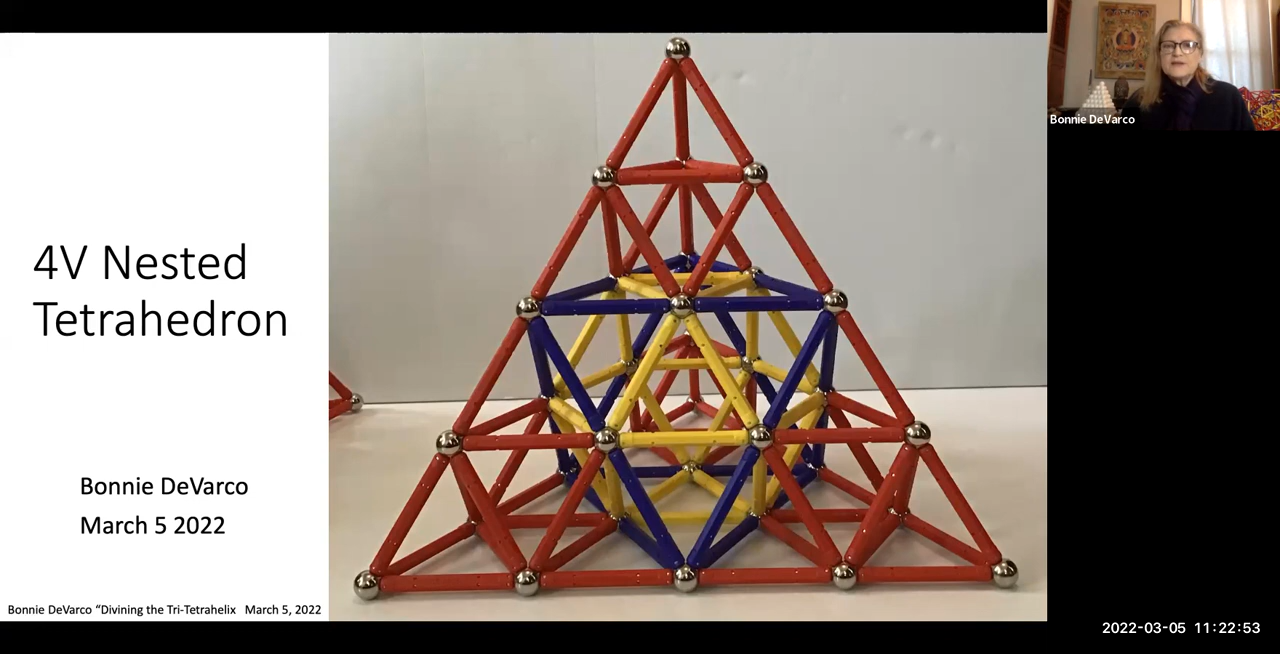 4V Nested
Tetrahedron
Bonnie DeVarco
March 5 2022
Bonnie DeVarco “Divining the Tri-Tetrahelix   March 5, 2022
Bonnie DeVarco
2022-03-05 11:22:53